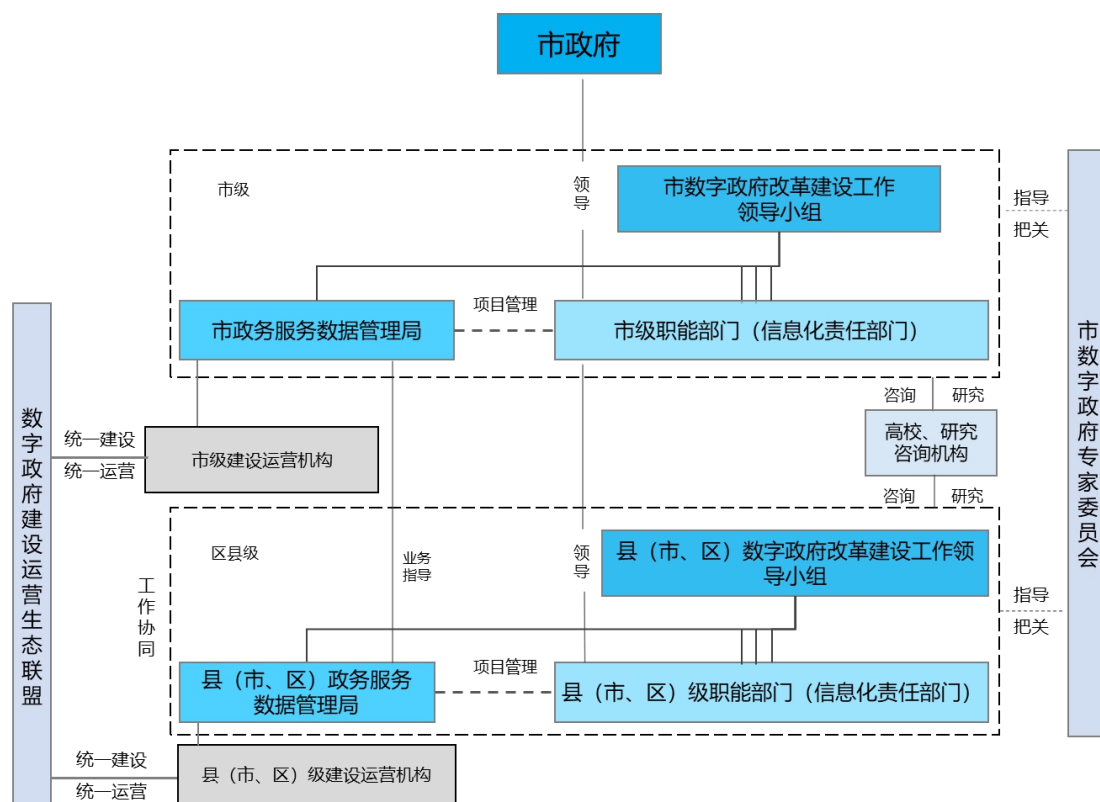 市政府
市级
领导
市数字政府改革建设工作
领导小组
指导
把关
项目管理
市政务服务数据管理局
市级职能部门（信息化责任部门）
市数字政府专家委员会
数字政府建设运营生态联盟
咨询
研究
高校、研究
咨询机构
咨询
研究
统一建设
统一运营
市级建设运营机构
区县级
业务
指导
领导
县（市、区）数字政府改革建设工作领
导小组
工作协同
指导
把关
项目管理
县（市、区）政务服务
数据管理局
县（市、区）级职能部门（信息化责任部门）
统一建设
统一运营
县（市、区）级建设运营机构